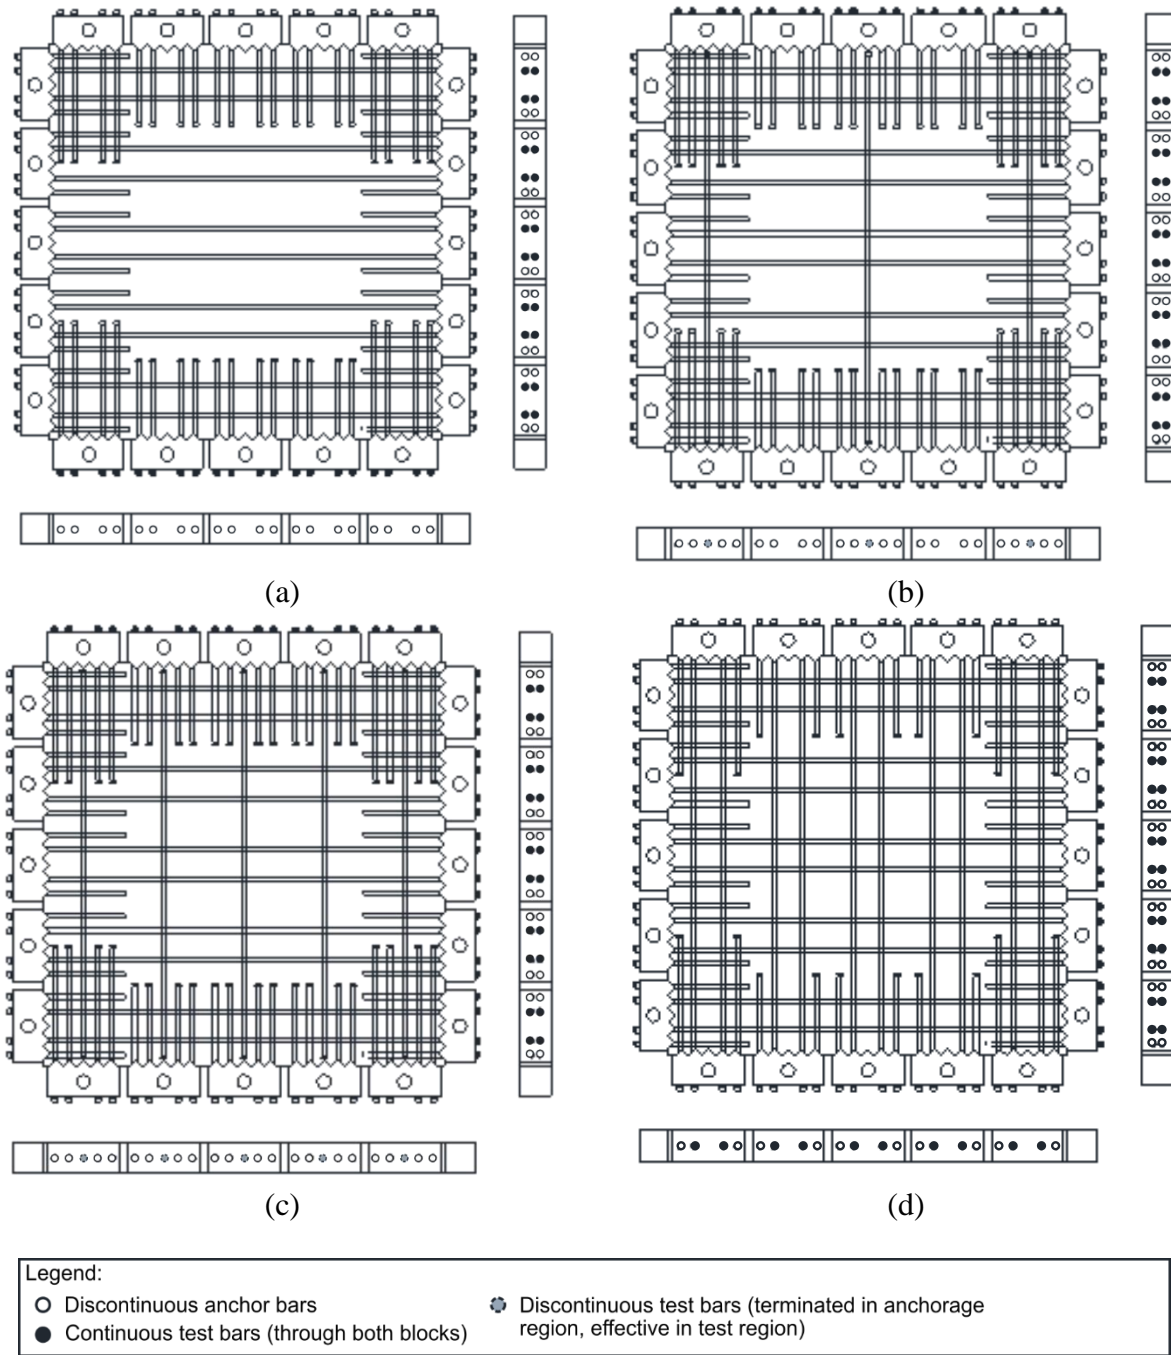 (a)
(b)
(c)
(d)
Legend:
Discontinuous anchor bars
Continuous test bars (through both blocks)
Discontinuous test bars (terminated in anchorage
region, effective in test region)